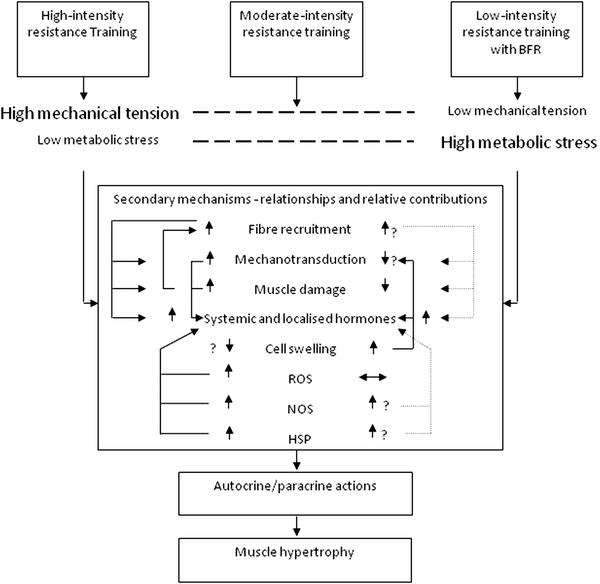 High-intensity
resistance Training
Moderate-intensity
resistance training
Low-intensity
resistance training
with BFR
High mechanical tension
Low mechanical tension
Low metabolic stress
High metabolic stress
Secondary mechanisms - relationships and relative contributions
Fibre recruitment ?
Mechanotransduction ?
Muscle damage
Systemic and localised hormones
? Cell swelling
ROS
NOS ?
HSP ?
Autocrine/paracrine actions
Muscle hypertrophy